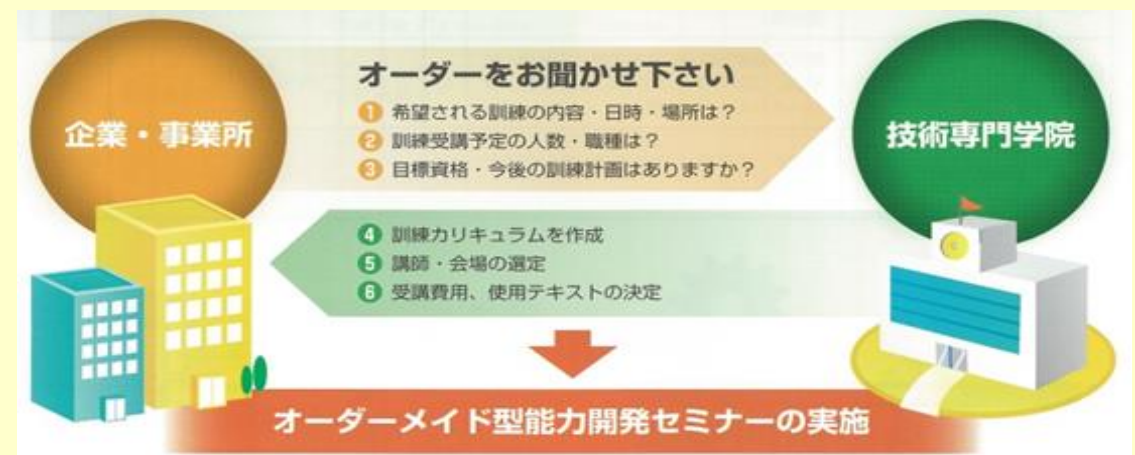 企業・事業所
オーダーをお聞かせ下さい
1 希望される訓練の内容・日時・場所は？
2 訓練受講予定の人数・職種は？
3 目標資格・今後の訓練計画はありますか？
技術専門学院
4 訓練カリキュラムを作成
5 講師・会場の選定
6 受講費用、使用テキストの決定
オーダーメイド型能力開発セミナーの実施